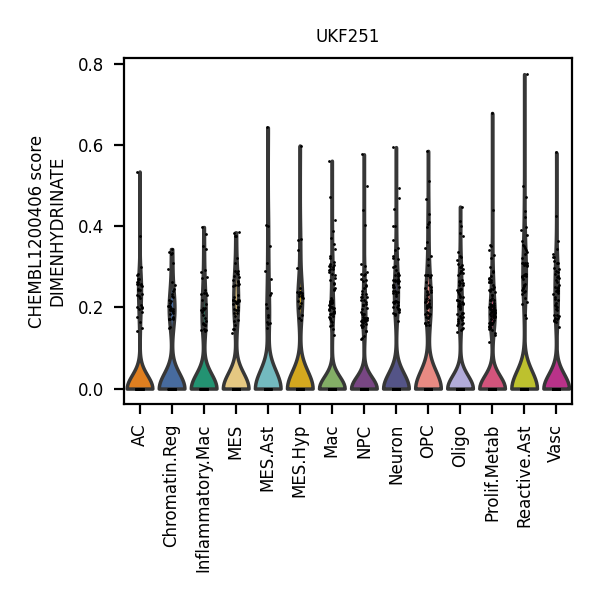 UKF251
CHEMBL1200406 score
DIMENHYDRINATE
0.8
0.6
0.4
0.2
0.0
AC
Chromatin.Reg
Inflammatory.Mac
MES
MES.Ast
MES.Hyp
Mac
NPC
Neuron
OPC
Oligo
Prolif.Metab
Reactive.Ast
Vasc